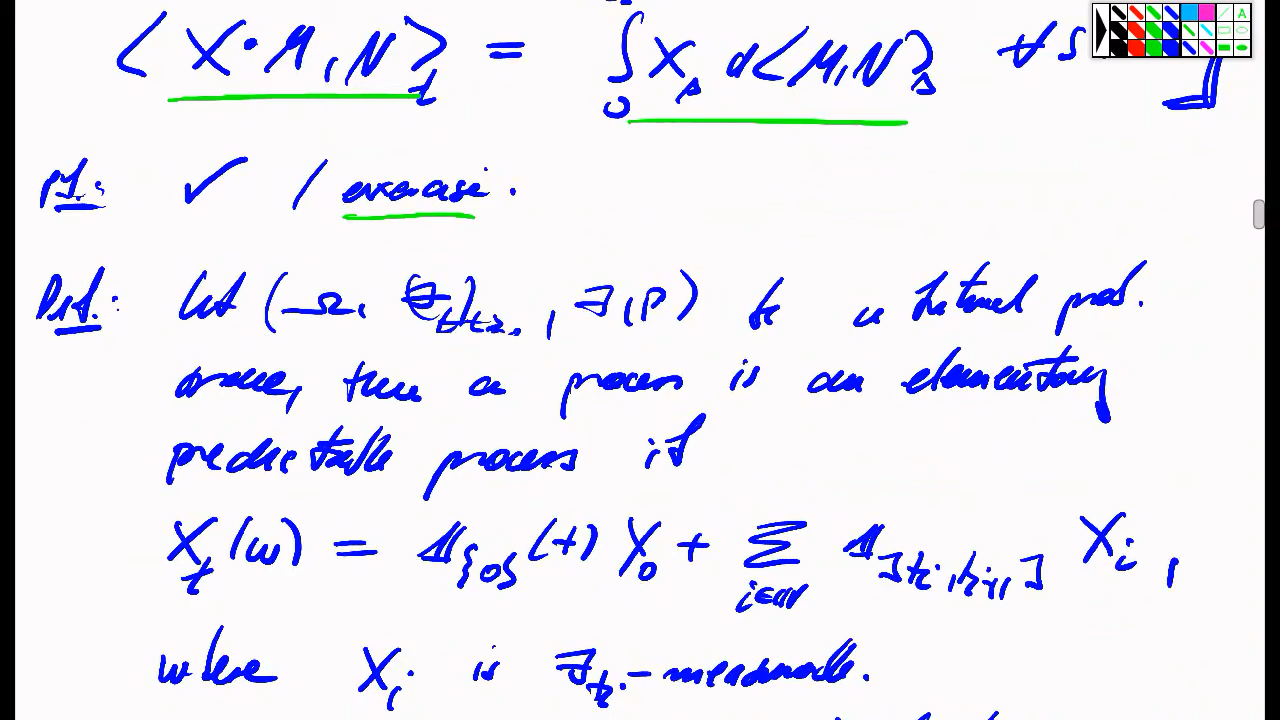 ⟨X•M, N⟩_t = ∫_0 X_s d⟨M,N⟩_s ∀
pf.: ✓ / exercise.
Def.: Let (Ω, (ℱ_t)_{t≥0}, ℱ, P) be a filtered prob.
space, then a process is an elementary
predictable process if
X_t(ω) = 𝟙_{{0}}(t) X_0 + Σ_{i∈ℕ} 𝟙_{]t_i, t_{i+1}]} X_i,
where X_i is ℱ_{t_i}-measurable.